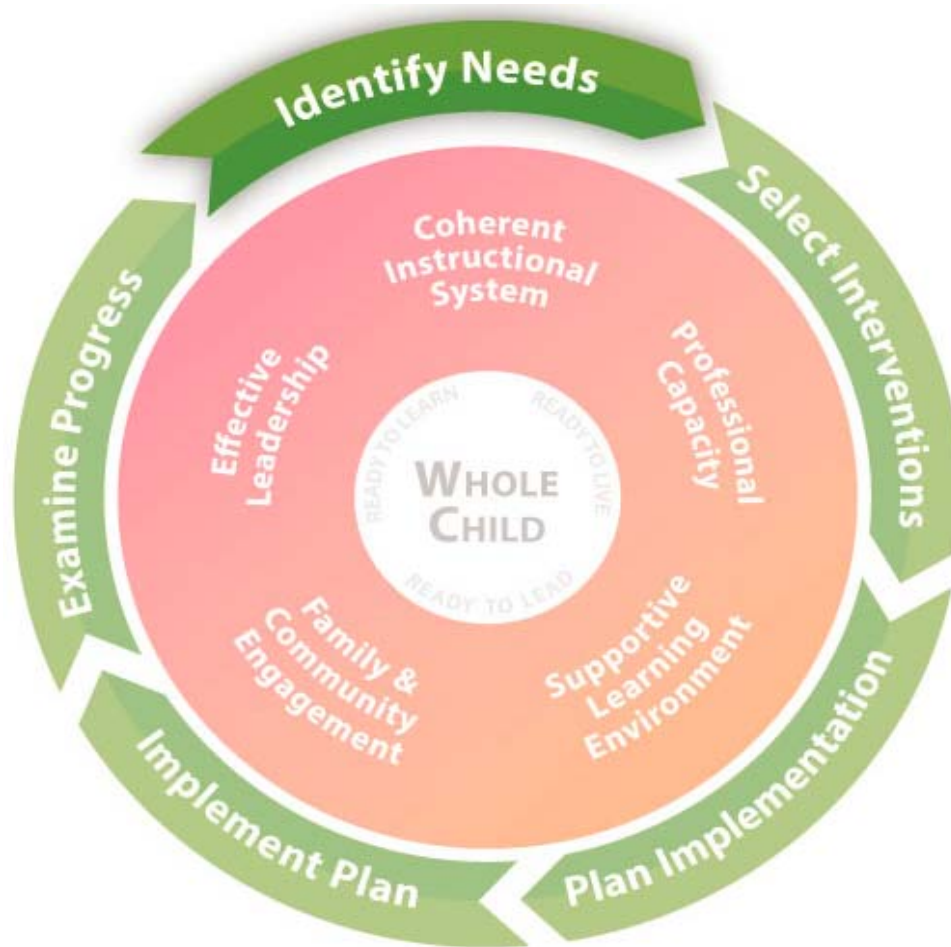 Identify Needs
Select Interventions
Plan Implementation
Implement Plan
Examine Progress
Coherent
Instructional
System
Professional
Capacity
Supportive
Learning
Environment
Family &
Community
Engagement
Effective
Leadership
READY TO LEARN
READY TO LIVE
READY TO LEAD
WHOLE
CHILD